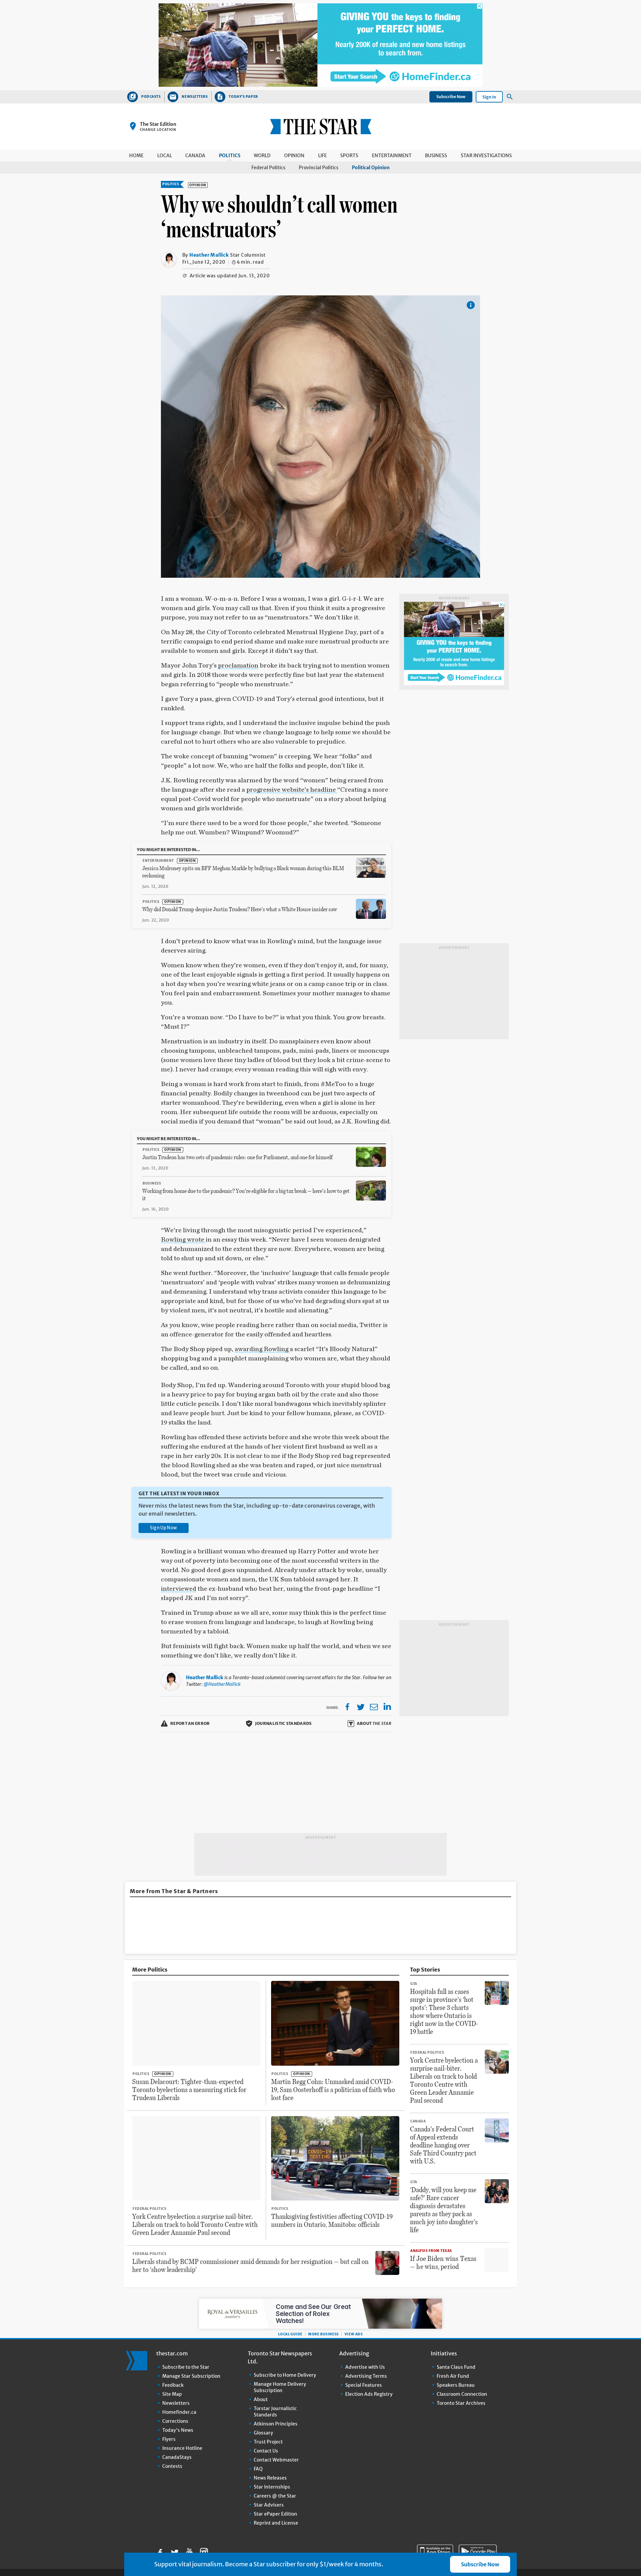 GIVING YOU the keys to finding
your PERFECT HOME.
Nearly 200K of resale and new home listings
to search from.
Start Your Search
HomeFinder.ca
PODCASTS
NEWSLETTERS
TODAY'S PAPER
Subscribe Now
Sign In
The Star Edition
CHANGE LOCATION
THE STAR
HOME
LOCAL
CANADA
POLITICS
WORLD
OPINION
LIFE
SPORTS
ENTERTAINMENT
BUSINESS
STAR INVESTIGATIONS
Federal Politics
Provincial Politics
Political Opinion
POLITICS
OPINION
Why we shouldn't call women
'menstruators'
By Heather Mallick Star Columnist
Fri., June 12, 2020
4 min. read
Article was updated Jun. 13, 2020
I am a woman. W-o-m-a-n. Before I was a woman, I was a girl. G-i-r-l. We are
women and girls. You may call us that. Even if you think it suits a progressive
purpose, you may not refer to us as "menstruators." We don't like it.
On May 28, the City of Toronto celebrated Menstrual Hygiene Day, part of a
terrific campaign to end period shame and make sure menstrual products are
available to women and girls. Except it didn't say that.
Mayor John Tory's proclamation broke its back trying not to mention women
and girls. In 2018 those words were perfectly fine but last year the statement
began referring to "people who menstruate."
I gave Tory a pass, given COVID-19 and Tory's eternal good intentions, but it
rankled.
I support trans rights, and I understand the inclusive impulse behind the push
for language change. But when we change language to help some we should be
careful not to hurt others who are also vulnerable to prejudice.
The woke concept of banning "women" is creeping. We hear "folks" and
"people" a lot now. We, who are half the folks and people, don't like it.
J.K. Rowling recently was alarmed by the word "women" being erased from
the language after she read a progressive website's headline "Creating a more
equal post-Covid world for people who menstruate" on a story about helping
women and girls worldwide.
"I'm sure there used to be a word for those people," she tweeted. "Someone
help me out. Wumben? Wimpund? Woomud?"
YOU MIGHT BE INTERESTED IN...
ENTERTAINMENT
OPINION
Jessica Mulroney spits on BFF Meghan Markle by bullying a Black woman during this BLM
reckoning
Jun. 12, 2020
POLITICS
OPINION
Why did Donald Trump despise Justin Trudeau? Here's what a White House insider saw
Jun. 22, 2020
I don't pretend to know what was in Rowling's mind, but the language issue
deserves airing.
Women know when they're women, even if they don't enjoy it, and, for many,
one of the least enjoyable signals is getting a first period. It usually happens on
a hot day when you're wearing white jeans or on a camp canoe trip or in class.
You feel pain and embarrassment. Sometimes your mother makes much of
you.
You're a woman now. "Do I have to be?" is what you think. You grow breasts.
"Must I?"
Menstruation is an industry in itself. Do mansplainers even know about
choosing tampons, unbleached tampons, pads, mini-pads, liners or mooncups
(some women love these tiny ladles of blood but they look a bit crime-scene to
me). I never had cramps; every woman reading this will sigh with envy.
Being a woman is hard work from start to finish, from #MeToo to a huge
financial penalty. Bodily changes in tweenhood can be just two aspects of
starter womanhood. They're bewildering, even when a girl is alone in her
room. Her subsequent life outside the room will be arduous, especially on
social media if you demand that "woman" be said out loud, as J.K. Rowling did.
YOU MIGHT BE INTERESTED IN...
POLITICS
OPINION
Justin Trudeau has two sets of pandemic rules: one for Parliament, and one for himself
Jun. 13, 2020
BUSINESS
Working from home due to the pandemic? You're eligible for a big tax break — here's how to get
it
Jun. 16, 2020
"We're living through the most misogynistic period I've experienced,"
Rowling wrote in an essay this week. "Never have I seen women denigrated
and dehumanized to the extent they are now. Everywhere, women are being
told to shut up and sit down, or else."
She went further. "Moreover, the 'inclusive' language that calls female people
'menstruators' and 'people with vulvas' strikes many women as dehumanizing
and demeaning. I understand why trans activists consider this language to be
appropriate and kind, but for those of us who've had degrading slurs spat at us
by violent men, it's not neutral, it's hostile and alienating."
As you know, wise people reading here rather than on social media, Twitter is
an offence-generator for the easily offended and heartless.
The Body Shop piped up, awarding Rowling a scarlet "It's Bloody Natural"
shopping bag and a pamphlet mansplaining who women are, what they should
be called, and so on.
Body Shop, I'm fed up. Wandering around Toronto with your stupid blood bag
is a heavy price to pay for buying argan bath oil by the crate and also those
little cuticle pencils. I don't like moral bandwagons which inevitably splinter
and leave people hurt. Just be kind to your fellow humans, please, as COVID-
19 stalks the land.
Rowling has offended these activists before and she wrote this week about the
suffering she endured at the hands of her violent first husband as well as a
rape in her early 20s. It is not clear to me if the Body Shop red bag represented
the blood Rowling shed as she was beaten and raped, or just nice menstrual
blood, but the tweet was crude and vicious.
GET THE LATEST IN YOUR INBOX
Never miss the latest news from the Star, including up-to-date coronavirus coverage, with
our email newsletters.
Sign Up Now
Rowling is a brilliant woman who dreamed up Harry Potter and wrote her
way out of poverty into becoming one of the most successful writers in the
world. No good deed goes unpunished. Already under attack by woke, usually
compassionate women and men, the UK Sun tabloid savaged her. It
interviewed the ex-husband who beat her, using the front-page headline "I
slapped JK and I'm not sorry".
Trained in Trump abuse as we all are, some may think this is the perfect time
to erase women from language and landscape, to laugh at Rowling being
tormented by a tabloid.
But feminists will fight back. Women make up half the world, and when we see
something we don't like, we really don't like it.
Heather Mallick is a Toronto-based columnist covering current affairs for the Star. Follow her on
Twitter: @HeatherMallick
SHARE:
REPORT AN ERROR
JOURNALISTIC STANDARDS
ABOUT THE STAR
ADVERTISEMENT
GIVING YOU the keys to finding
your PERFECT HOME.
Nearly 200K of resale and new home listings
to search from.
Start Your Search
HomeFinder.ca
ADVERTISEMENT
ADVERTISEMENT
ADVERTISEMENT
More from The Star & Partners
More Politics
POLITICS
OPINION
Susan Delacourt: Tighter-than-expected
Toronto byelections a measuring stick for
Trudeau Liberals
POLITICS
OPINION
Martin Regg Cohn: Unmasked amid COVID-
19, Sam Oosterhoff is a politician of faith who
lost face
FEDERAL POLITICS
York Centre byelection a surprise nail-biter.
Liberals on track to hold Toronto Centre with
Green Leader Annamie Paul second
COVID-19
TESTING
POLITICS
Thanksgiving festivities affecting COVID-19
numbers in Ontario, Manitoba: officials
FEDERAL POLITICS
Liberals stand by RCMP commissioner amid demands for her resignation — but call on
her to 'show leadership'
Top Stories
GTA
Hospitals full as cases
surge in province's 'hot
spots': These 3 charts
show where Ontario is
right now in the COVID-
19 battle
FEDERAL POLITICS
York Centre byelection a
surprise nail-biter.
Liberals on track to hold
Toronto Centre with
Green Leader Annamie
Paul second
CANADA
Canada's Federal Court
of Appeal extends
deadline hanging over
Safe Third Country pact
with U.S.
GTA
'Daddy, will you keep me
safe?' Rare cancer
diagnosis devastates
parents as they pack as
much joy into daughter's
life
ANALYSIS FROM TEXAS
If Joe Biden wins Texas
— he wins, period
ROYAL de VERSAILLES
Come and See Our Great
Selection of Rolex
Watches!
LOCAL GUIDE
MORE BUSINESS
VIEW ADS
thestar.com
Subscribe to the Star
Manage Star Subscription
Feedback
Site Map
Newsletters
Homefinder.ca
Corrections
Today's News
Flyers
Insurance Hotline
CanadaStays
Contests
Toronto Star Newspapers
Ltd.
Subscribe to Home Delivery
Manage Home Delivery
Subscription
About
Torstar Journalistic
Standards
Atkinson Principles
Glossary
Trust Project
Contact Us
Contact Webmaster
FAQ
News Releases
Star Internships
Careers @ the Star
Star Advisers
Star ePaper Edition
Reprint and License
Advertising
Advertise with Us
Advertising Terms
Special Features
Election Ads Registry
Initiatives
Santa Claus Fund
Fresh Air Fund
Speakers Bureau
Classroom Connection
Toronto Star Archives
Support vital journalism. Become a Star subscriber for only $1/week for 4 months.
Subscribe Now